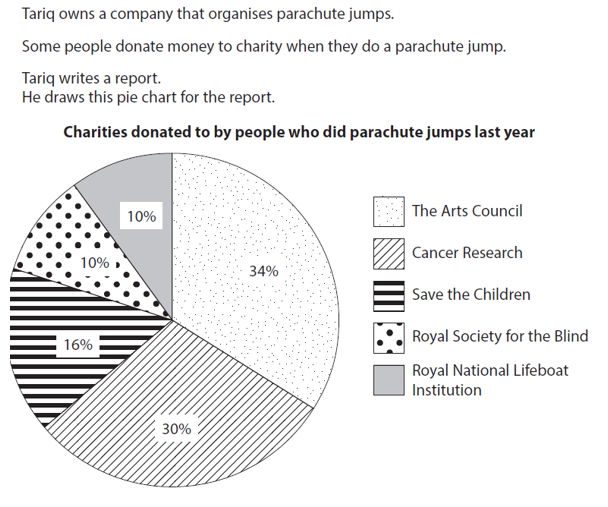 Tariq owns a company that organises parachute jumps.
Some people donate money to charity when they do a parachute jump.
Tariq writes a report.
He draws this pie chart for the report.
Charities donated to by people who did parachute jumps last year
10%
10%
34%
16%
30%
The Arts Council
Cancer Research
Save the Children
Royal Society for the Blind
Royal National Lifeboat
Institution